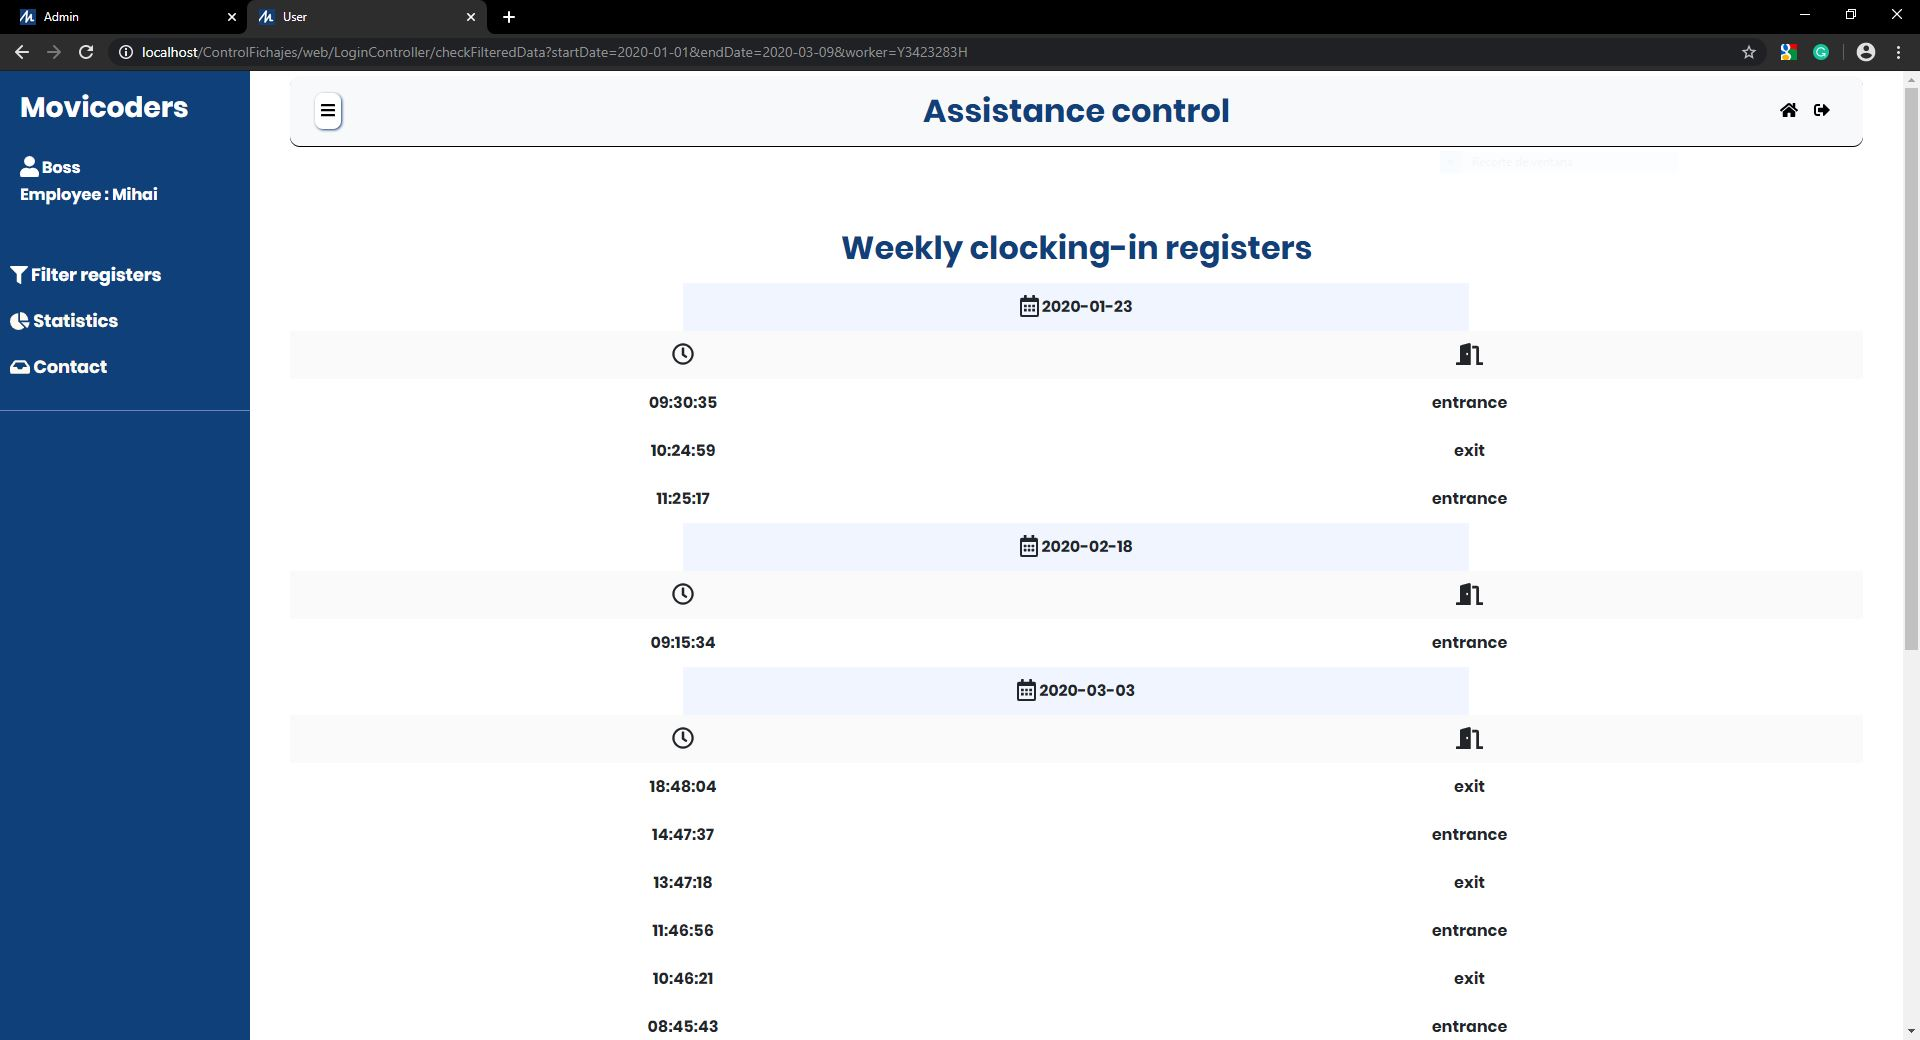 Admin
User
localhost/ControlFichajes/web/LoginController/checkFilteredData?startDate=2020-01-01&endDate=2020-03-09&worker=Y3423283H
Movicoders
Assistance control
Boss
Employee : Mihai
Recorte de ventana
Filter registers
Statistics
Contact
Weekly clocking-in registers
2020-01-23
09:30:35 entrance
10:24:59 exit
11:25:17 entrance
2020-02-18
09:15:34 entrance
2020-03-03
18:48:04 exit
14:47:37 entrance
13:47:18 exit
11:46:56 entrance
10:46:21 exit
08:45:43 entrance